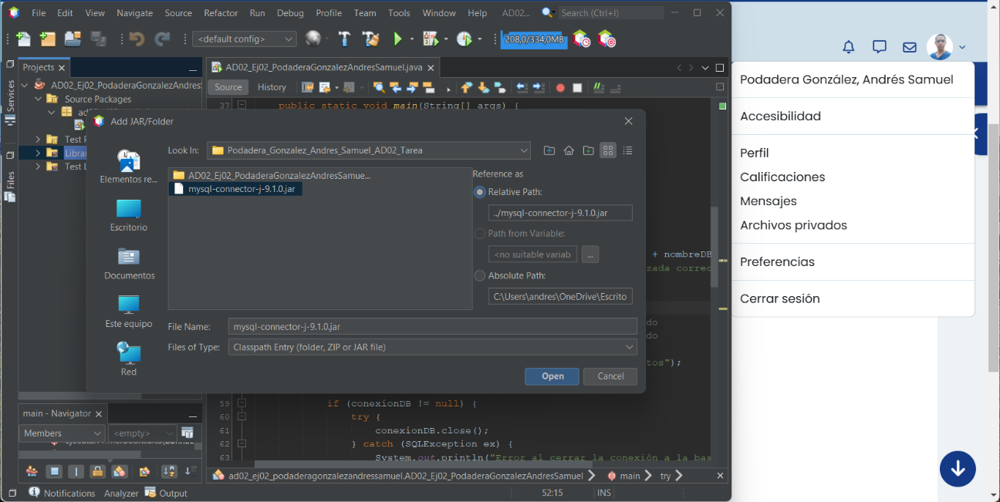 File Edit View Navigate Source Refactor Run Debug Profile Team Tools Window Help AD02... Search (Ctrl+I)
<default config> 208,0/334,0MB
Projects
AD02_Ej02_PodaderaGonzalezAndresSamuel.java
Services
Files
AD02_Ej02_PodaderaGonzalezAndres
Source Packages
Test
Test
Source History
37 public static void main(String[] args) {
Add JAR/Folder
Look In: Podadera_Gonzalez_Andres_Samuel_AD02_Tarea
Elementos re...
Escritorio
Documentos
Este equipo
Red
AD02_Ej02_PodaderaGonzalezAndresSamue...
mysql-connector-j-9.1.0.jar
Reference as
Relative Path:
../mysql-connector-j-9.1.0.jar
Path from Variable:
<no suitable variab ...
Absolute Path:
C:\Users\andres\OneDrive\Escrito
File Name: mysql-connector-j-9.1.0.jar
Files of Type: Classpath Entry (folder, ZIP or JAR file)
Open Cancel
+ nombreDB
zada correc
do
do
tos");
59 if (conexionDB != null) {
60 try {
61 conexionDB.close();
62 } catch (SQLException ex) {
63 System.out.println("Error al cerrar la conexión a la bas
main - Navigator
Members <empty>
ad02_ej02_podaderagonzalezandressamuel.AD02_Ej02_PodaderaGonzalezAndresSamuel main try
Notifications Analyzer Output 52:15 INS
Podadera González, Andrés Samuel
Accesibilidad
Perfil
Calificaciones
Mensajes
Archivos privados
Preferencias
Cerrar sesión